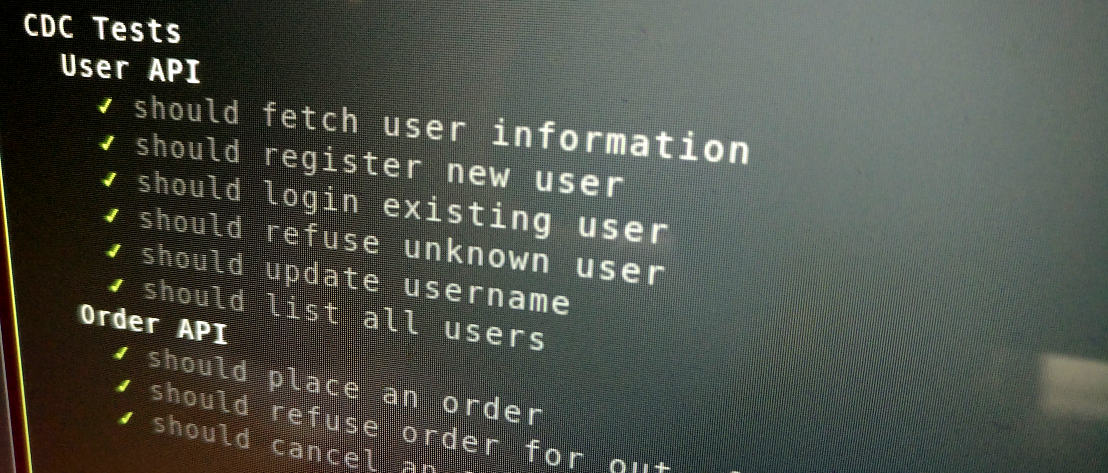 CDC Tests
User API
✔ should fetch user information
✔ should register new user
✔ should login existing user
✔ should refuse unknown user
✔ should update username
✔ should list all users
Order API
✔ should place an order
✔ should refuse order for out
✔ should cancel an